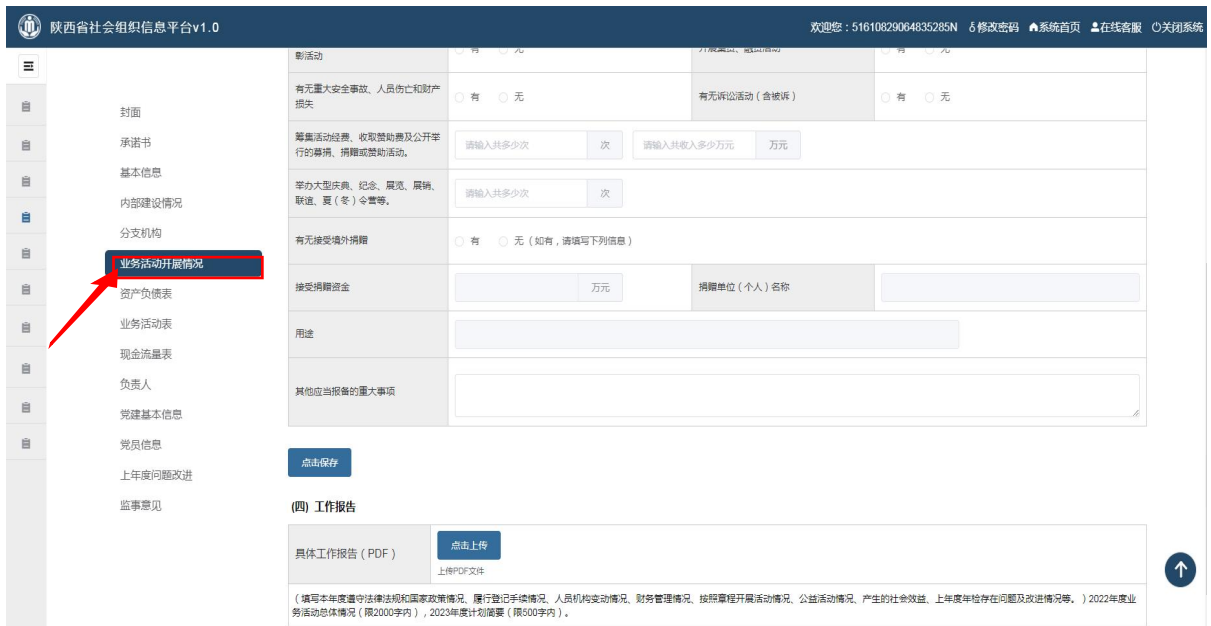 陕西省社会组织信息平台v1.0
欢迎您：51610829064835285N 修改密码 系统首页 在线客服 关闭系统
封面
承诺书
基本信息
内部建设情况
分支机构
业务活动开展情况
资产负债表
业务活动表
现金流量表
负责人
党建基本信息
党员信息
上年度问题改进
监事意见
彰活动 有 无 开展集资、融资活动 有 无
有无重大安全事故、人员伤亡和财产
损失
有 无 有无诉讼活动（含被诉） 有 无
筹集活动经费、收取赞助费及公开举
行的募捐、捐赠或赞助活动。
请输入共多少次 次 请输入共收入多少万元 万元
举办大型庆典、纪念、展览、展销、
联谊、夏（冬）令营等。
请输入共多少次 次
有无接受境外捐赠 有 无（如有，请填写下列信息）
接受捐赠资金 万元 捐赠单位（个人）名称
用途
其他应当报备的重大事项
点击保存
(四) 工作报告
具体工作报告（PDF） 点击上传
上传PDF文件
（填写本年度遵守法律法规和国家政策情况、履行登记手续情况、人员机构变动情况、财务管理情况、按照章程开展活动情况、公益活动情况、产生的社会效益、上年度年检存在问题及改进情况等。）2022年度业
务活动总体情况（限2000字内），2023年度计划简要（限500字内）。